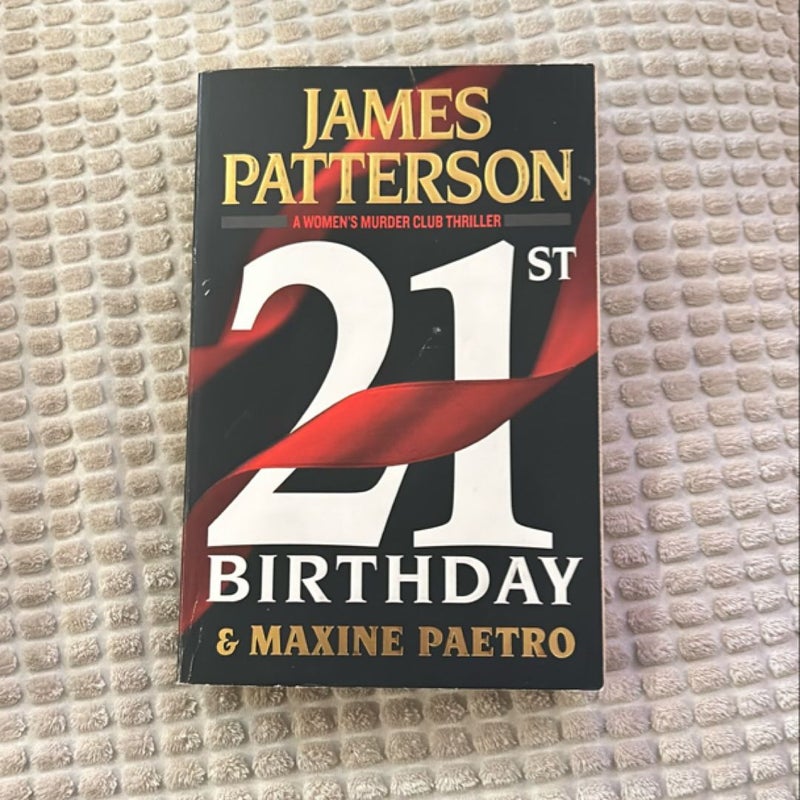 JAMES
PATTERSON
A WOMEN'S MURDER CLUB THRILLER
21ST
BIRTHDAY
& MAXINE PAETRO